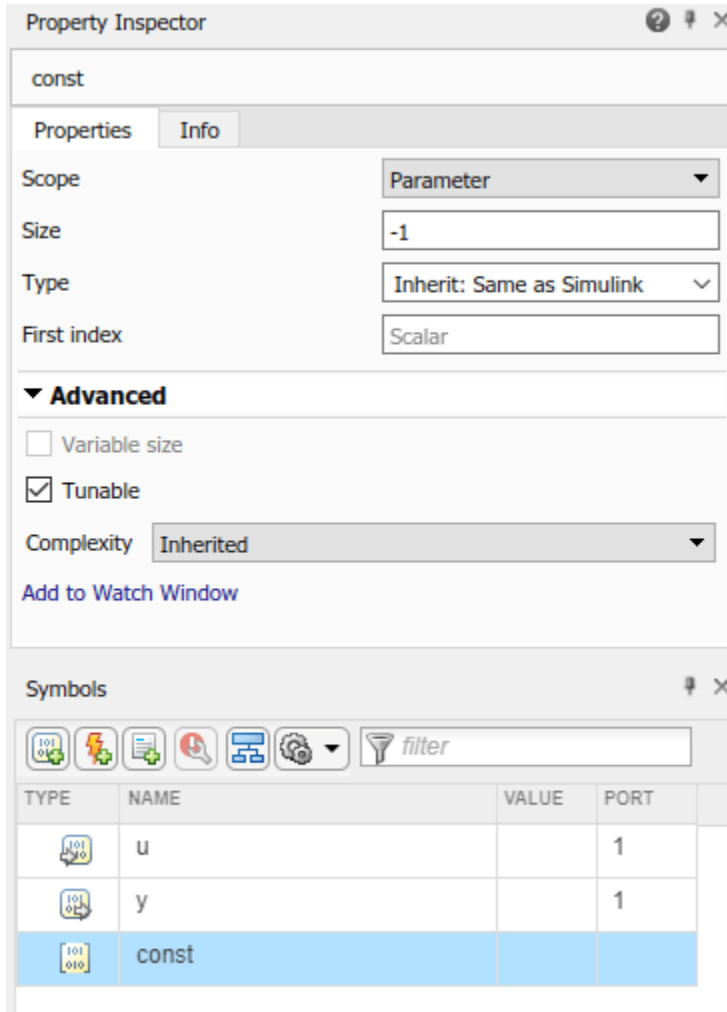 Property Inspector
const
Properties Info
Scope Parameter
Size -1
Type Inherit: Same as Simulink
First index Scalar
Advanced
Variable size
Tunable
Complexity Inherited
Add to Watch Window
Symbols
filter
TYPE NAME VALUE PORT
u 1
y 1
const